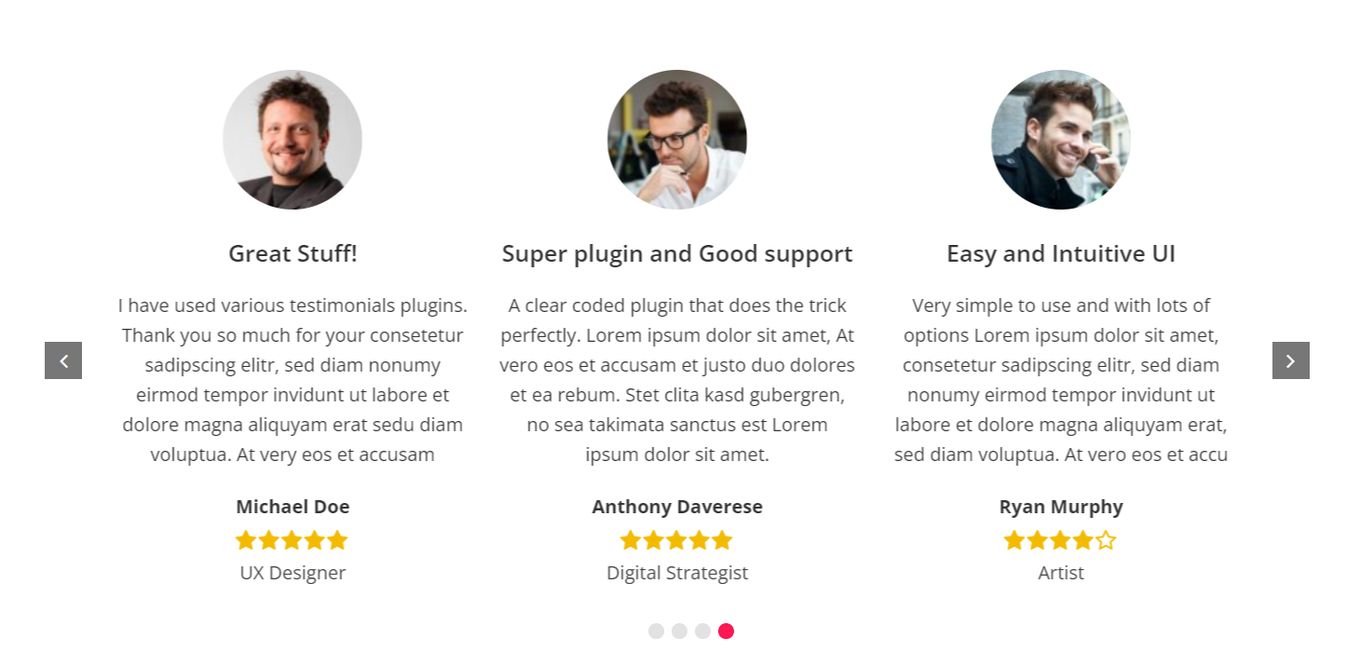 Great Stuff!
I have used various testimonials plugins.
Thank you so much for your consetetur
sadipscing elitr, sed diam nonumy
eirmod tempor invidunt ut labore et
dolore magna aliquyam erat sedu diam
voluptua. At very eos et accusam
Michael Doe
UX Designer
Super plugin and Good support
A clear coded plugin that does the trick
perfectly. Lorem ipsum dolor sit amet, At
vero eos et accusam et justo duo dolores
et ea rebum. Stet clita kasd gubergren,
no sea takimata sanctus est Lorem
ipsum dolor sit amet.
Anthony Daverese
Digital Strategist
Easy and Intuitive UI
Very simple to use and with lots of
options Lorem ipsum dolor sit amet,
consetetur sadipscing elitr, sed diam
nonumy eirmod tempor invidunt ut
labore et dolore magna aliquyam erat,
sed diam voluptua. At vero eos et accu
Ryan Murphy
Artist